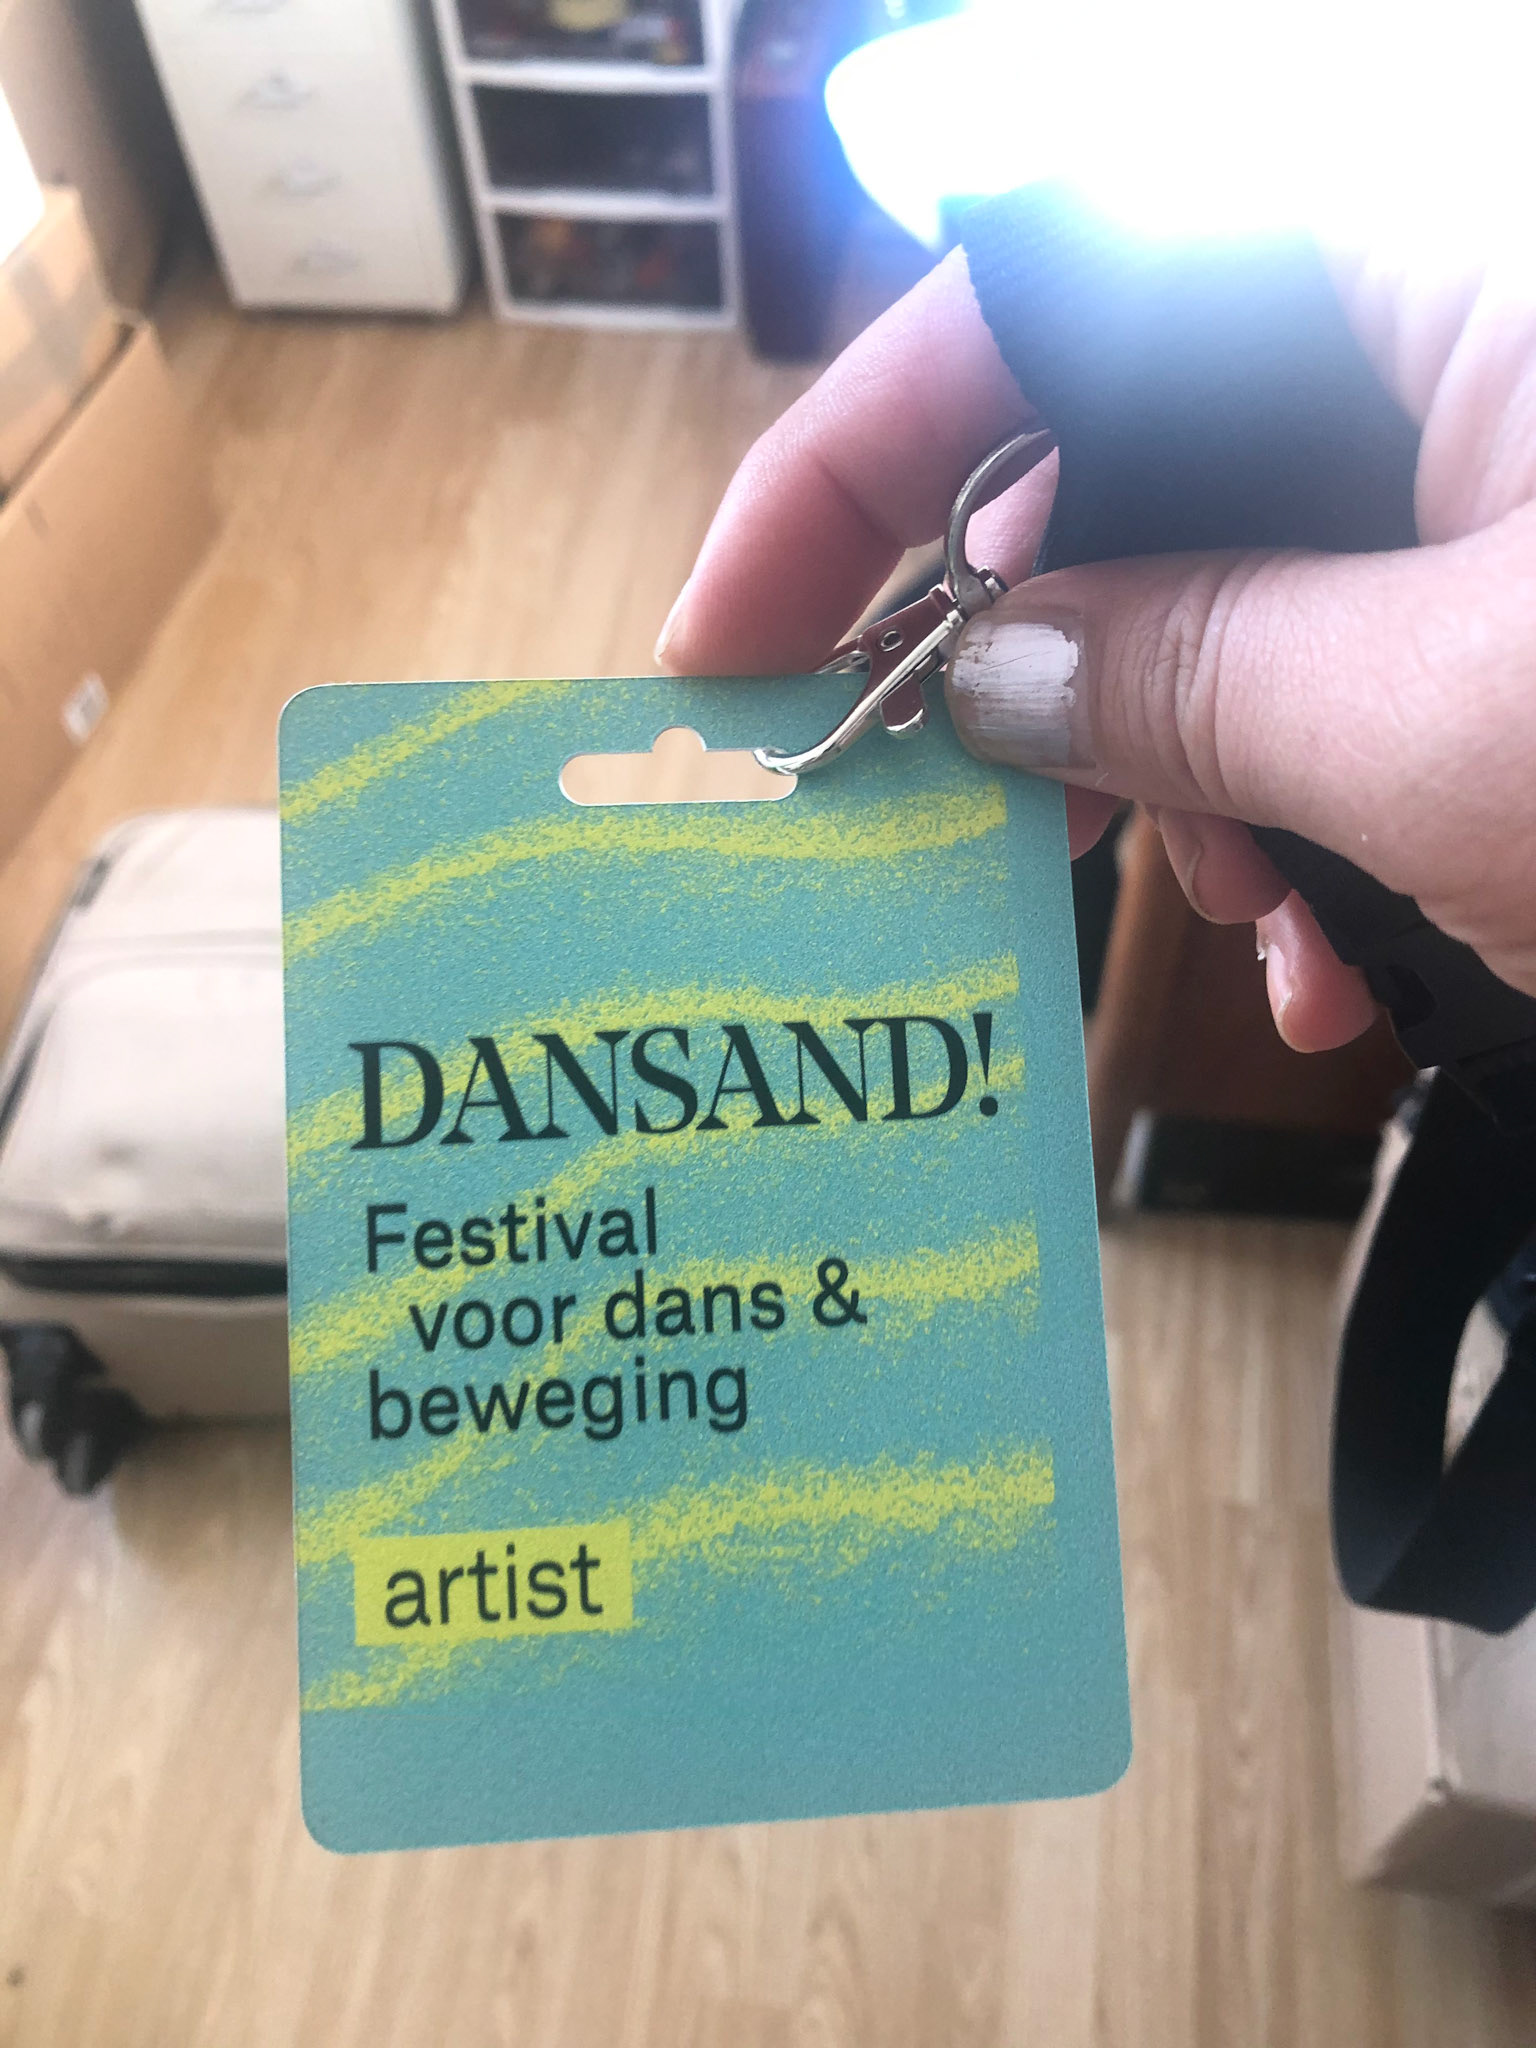 DANSAND!
Festival
voor dans &
beweging
artist